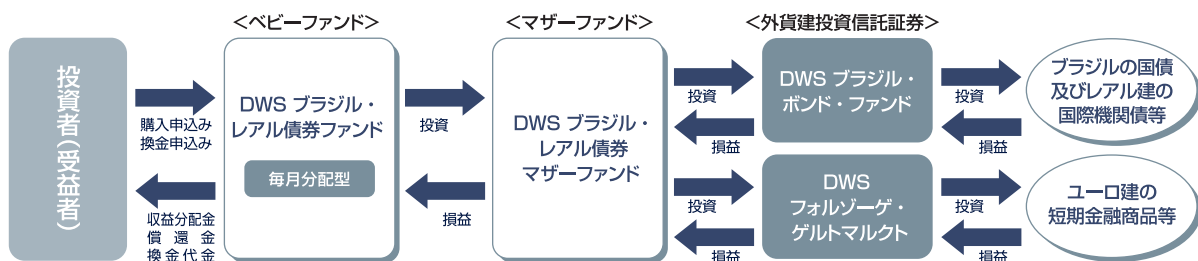 ＜ベビーファンド＞
＜マザーファンド＞
＜外貨建投資信託証券＞
投資者（受益者）
購入申込み
換金申込み
収益分配金
償還金
換金代金
DWS ブラジル・
レアル債券ファンド
毎月分配型
投資
損益
DWS ブラジル・
レアル債券
マザーファンド
投資
損益
投資
損益
DWS ブラジル・
ボンド・ファンド
DWS
フォルゾーゲ・
ゲルトマルクト
投資
損益
投資
損益
ブラジルの国債
及びレアル建の
国際機関債等
ユーロ建の
短期金融商品等